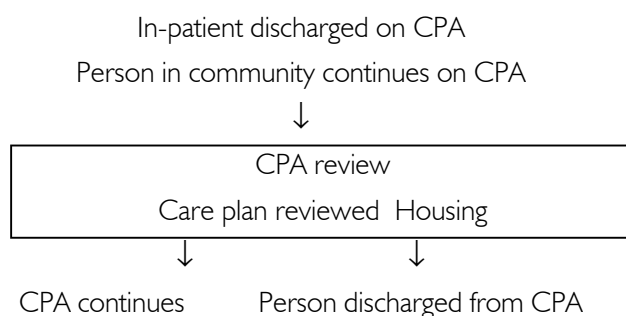 In-patient discharged on CPA
Person in community continues on CPA
↓
CPA review
Care plan reviewed Housing
↓ ↓
CPA continues Person discharged from CPA